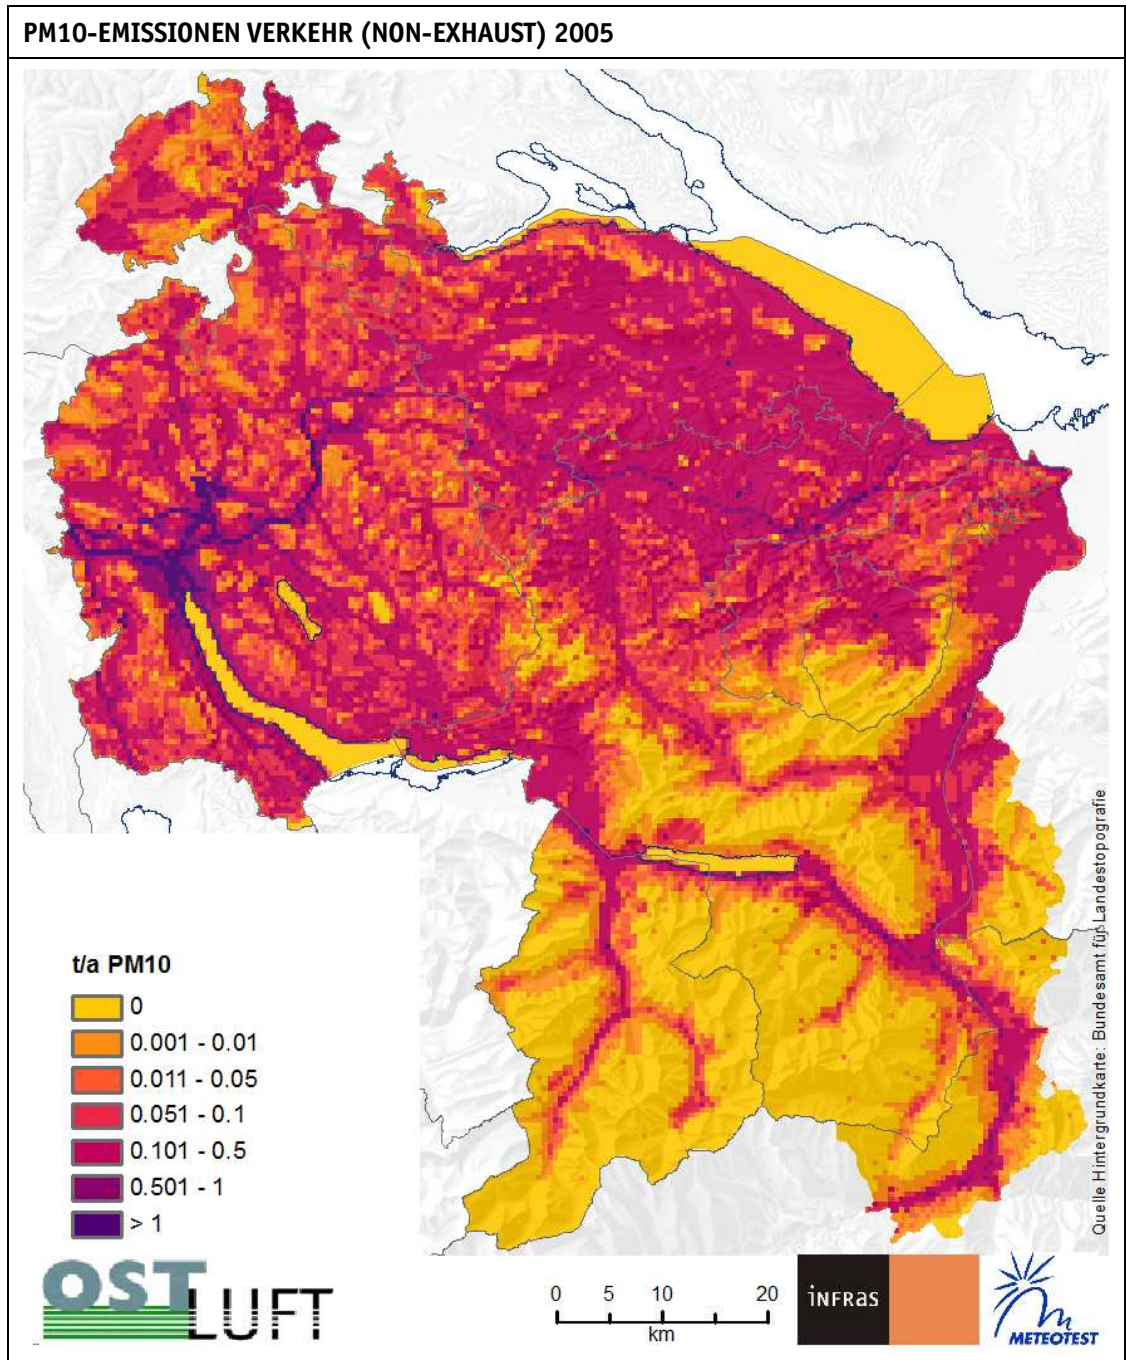 PM10-EMISSIONEN VERKEHR (NON-EXHAUST) 2005
Quelle Hintergrundkarte: Bundesamt für Landestopografie
t/a PM10
0
0.001 - 0.01
0.011 - 0.05
0.051 - 0.1
0.101 - 0.5
0.501 - 1
> 1
OSTLUFT
0 5 10 20
km
iNFRas
METEOTEST